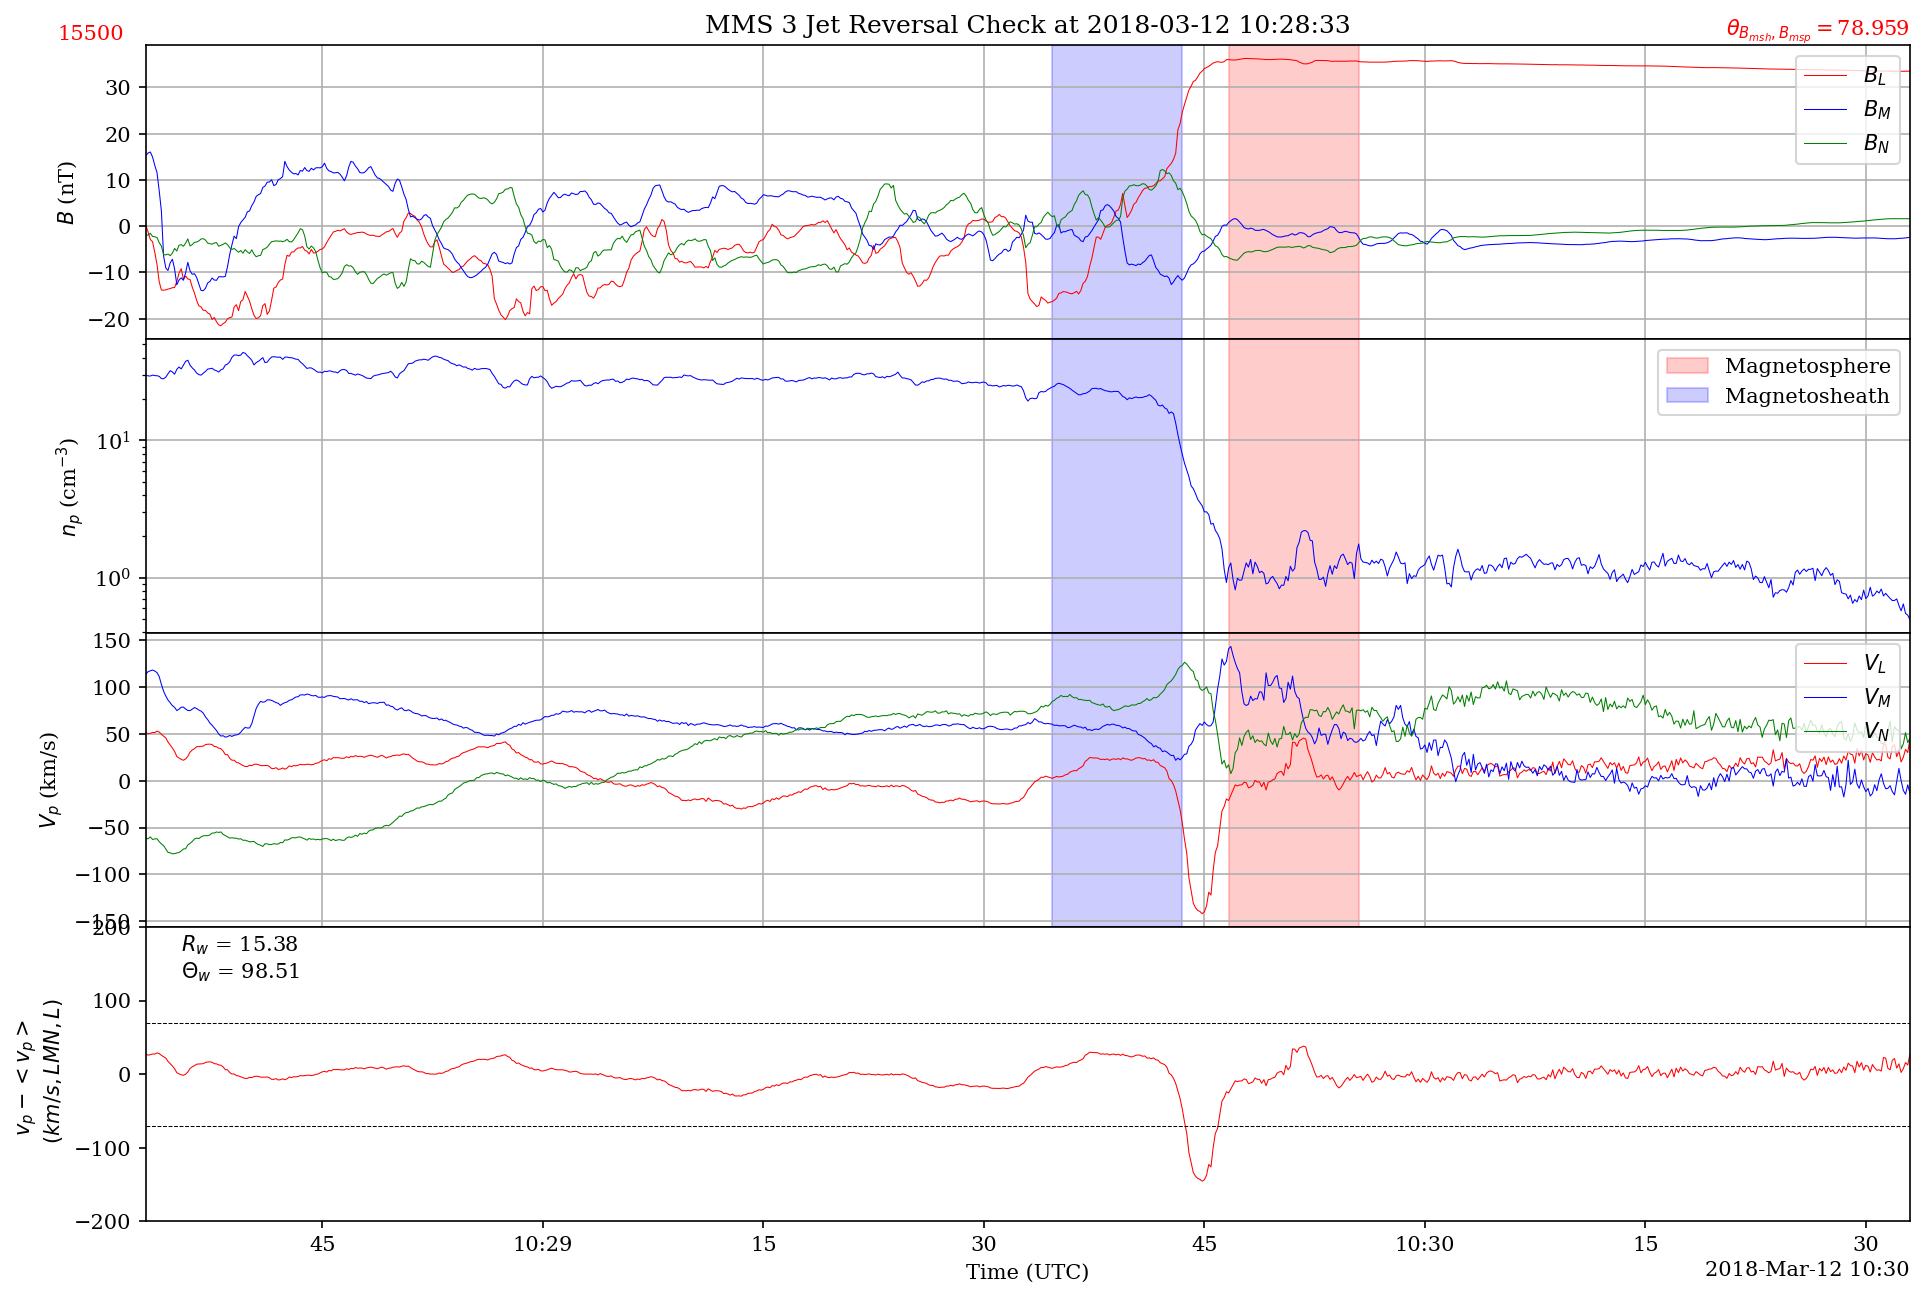 MMS 3 Jet Reversal Check at 2018-03-12 10:28:33
15500
θ_{B_{msh}, B_{msp}} = 78.959
30
20
10
0
−10
−20
B (nT)
B_L
B_M
B_N
10^1
10^0
n_p (cm^{−3})
Magnetosphere
Magnetosheath
150
100
50
0
−50
−100
−150
V_p (km/s)
V_L
V_M
V_N
200
100
0
−100
−200
v_p − < v_p >
(km/s, LMN, L)
R_w = 15.38
Θ_w = 98.51
45
10:29
15
30
45
10:30
15
30
Time (UTC)
2018-Mar-12 10:30